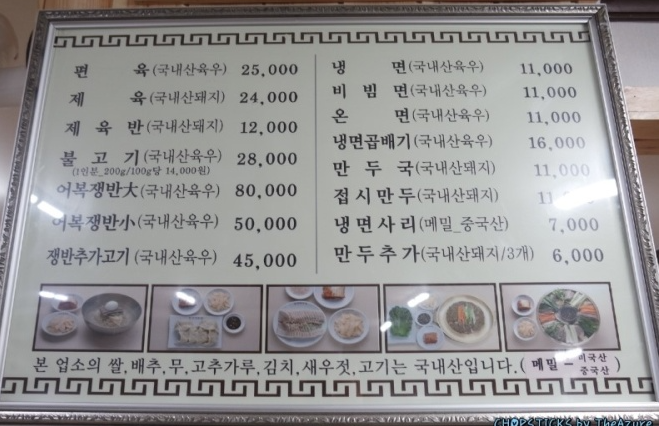 편 육(국내산육우) 25,000
제 육(국내산돼지) 24,000
제 육 반(국내산돼지) 12,000
불 고 기(국내산육우) 28,000
(1인분_200g/100g당 14,000원)
어복쟁반大(국내산육우) 80,000
어복쟁반小(국내산육우) 50,000
쟁반추가고기(국내산육우) 45,000
냉 면(국내산육우) 11,000
비 빔 면(국내산육우) 11,000
온 면(국내산육우) 11,000
냉면곱배기(국내산육우) 16,000
만 두 국(국내산돼지) 11,000
접 시 만 두(국내산돼지)
냉 면 사 리(메밀_중국산) 7,000
만 두 추 가(국내산돼지/3개) 6,000
본 업소의 쌀,배추,무,고추가루,김치,새우젓,고기는 국내산입니다.(메밀 - 미국산 중국산)
CHOPSTICKS by TheAzure